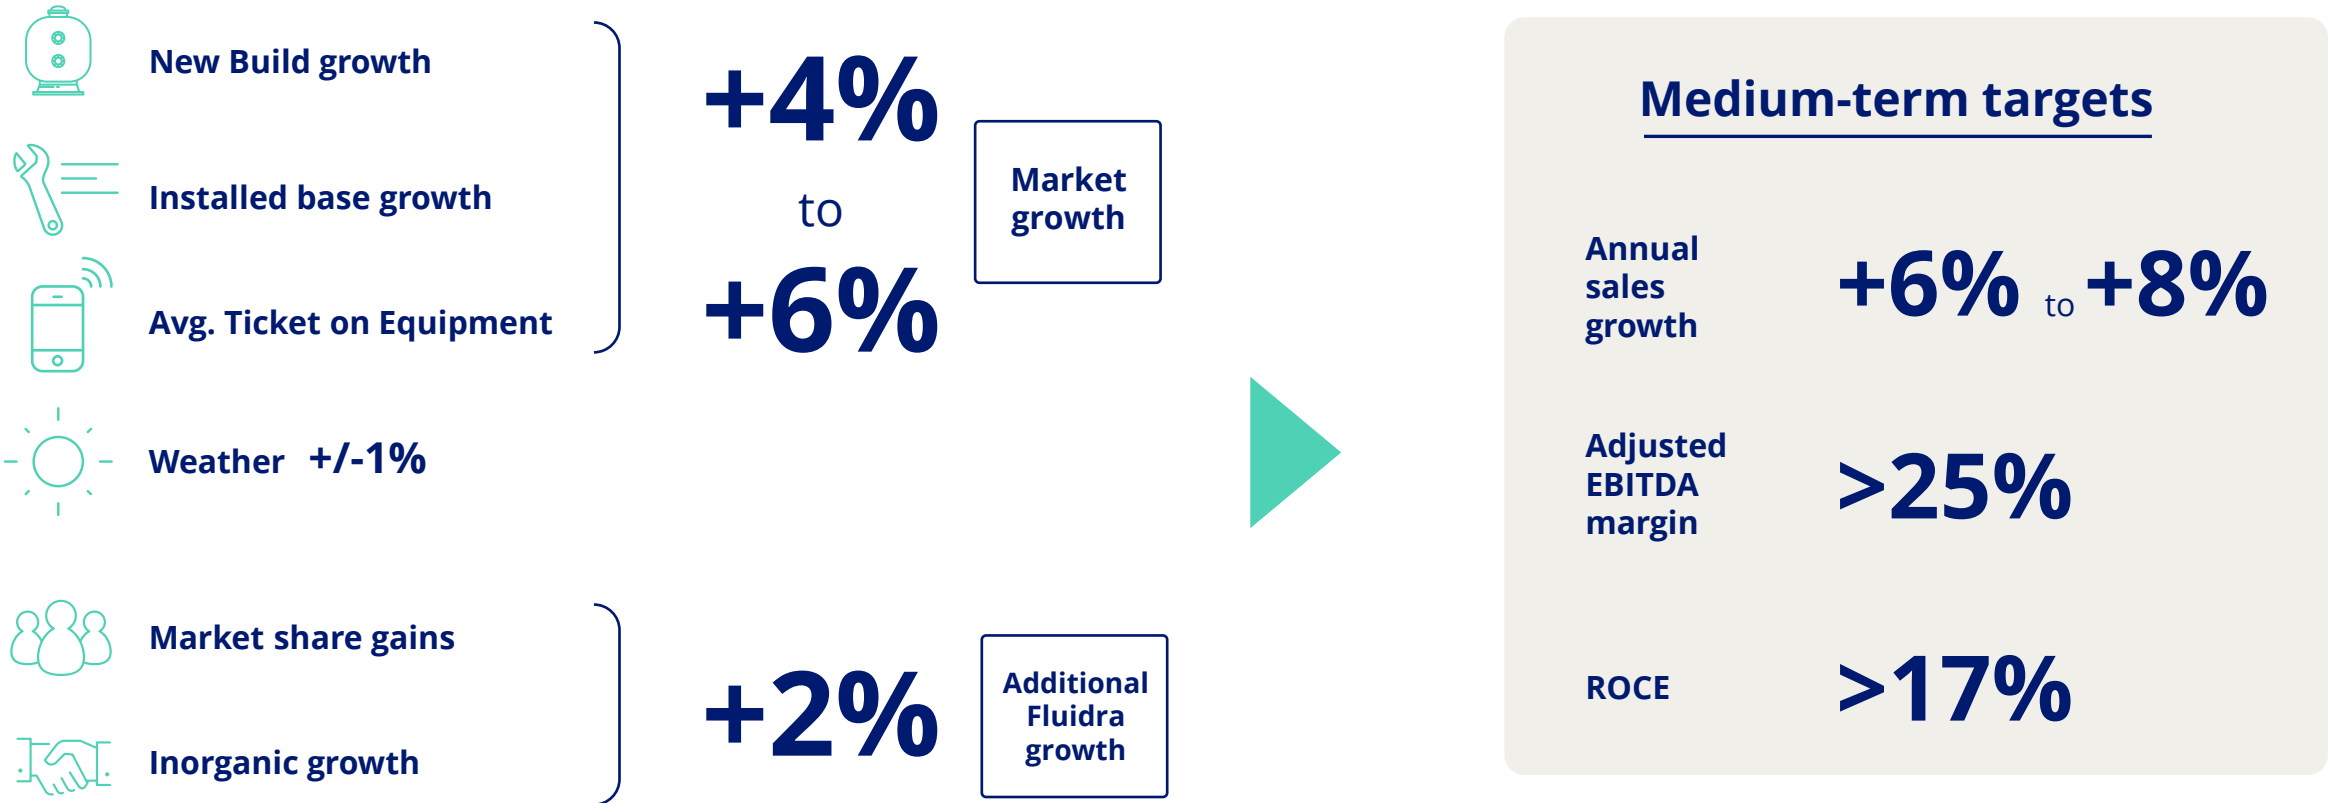 New Build growth
Installed base growth
Avg. Ticket on Equipment
+4%
to
+6%
Market
growth
Weather +/-1%
Market share gains
Inorganic growth
+2%
Additional
Fluidra
growth
Medium-term targets
Annual
sales
growth
+6% to +8%
Adjusted
EBITDA
margin
>25%
ROCE
>17%